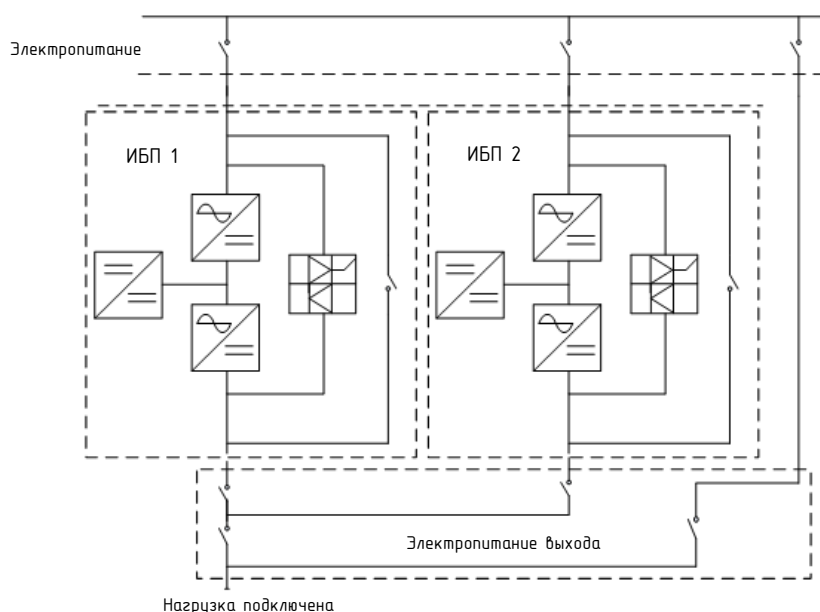 Электропитание
ИБП 1
ИБП 2
Электропитание выхода
Нагрузка подключена